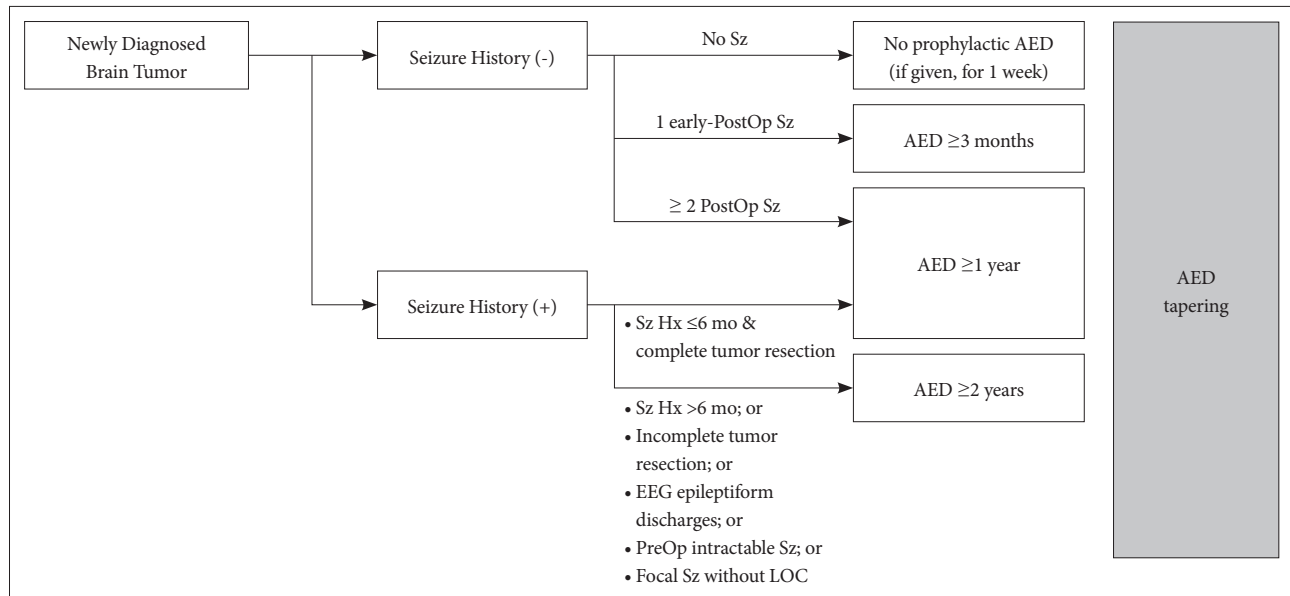 Newly Diagnosed
Brain Tumor
Seizure History (-)
No Sz
No prophylactic AED
(if given, for 1 week)
1 early-PostOp Sz
AED ≥3 months
≥ 2 PostOp Sz
AED ≥1 year
Seizure History (+)
• Sz Hx ≤6 mo &
complete tumor resection
AED ≥2 years
• Sz Hx >6 mo; or
• Incomplete tumor
resection; or
• EEG epileptiform
discharges; or
• PreOp intractable Sz; or
• Focal Sz without LOC
AED
tapering